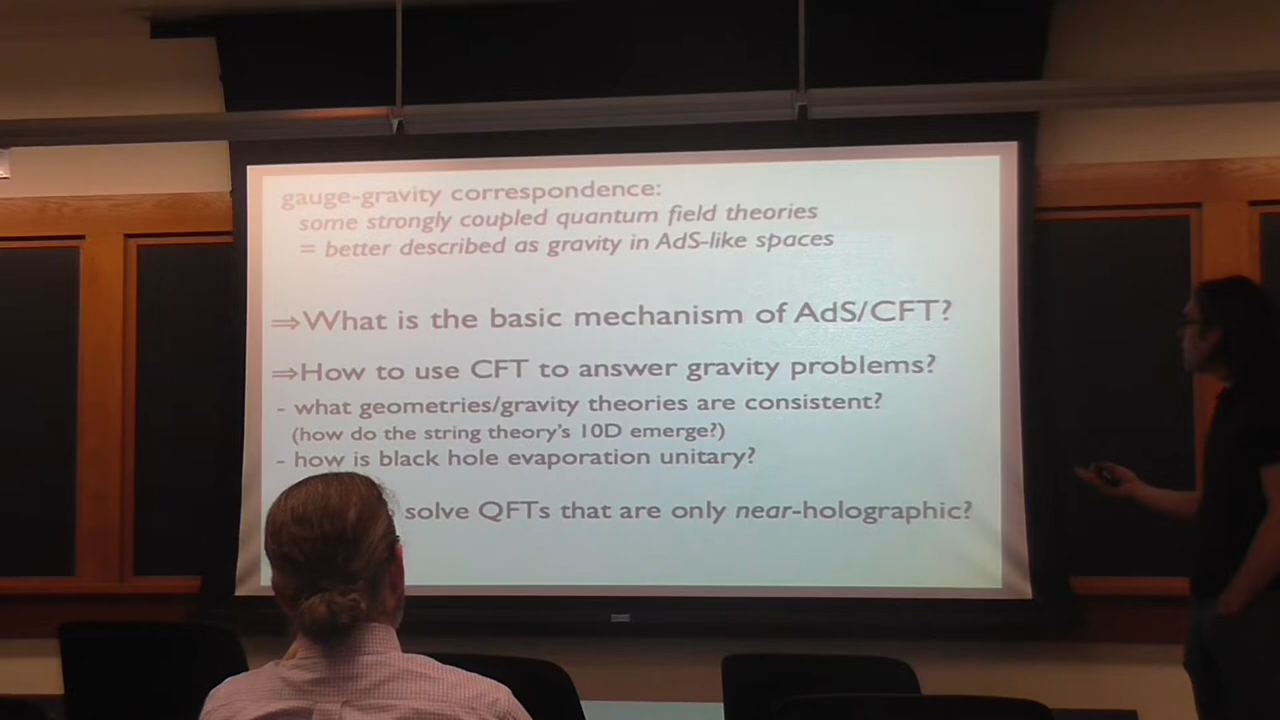 gauge-gravity correspondence:
some strongly coupled quantum field theories
= better described as gravity in AdS-like spaces
⇒What is the basic mechanism of AdS/CFT?
⇒How to use CFT to answer gravity problems?
- what geometries/gravity theories are consistent?
(how do the string theory's 10D emerge?)
- how is black hole evaporation unitary?
solve QFTs that are only near-holographic?